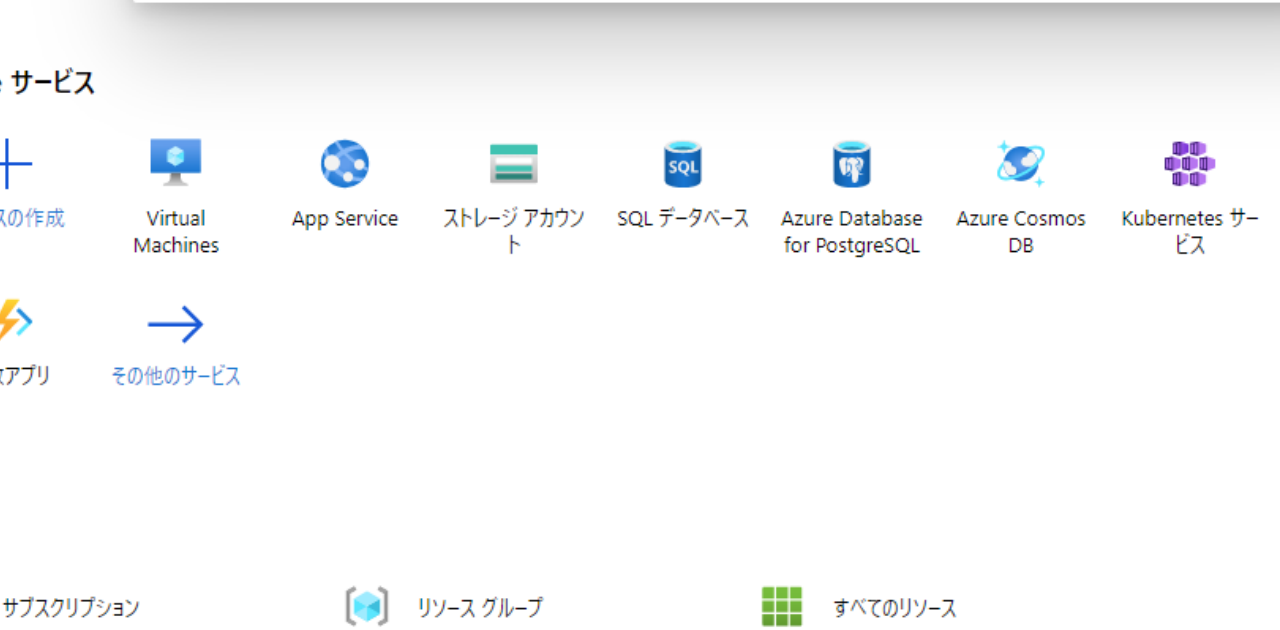 サービス
スの作成
Virtual
Machines
App Service
ストレージ アカウン
ト
SQL
SQL データベース
Azure Database
for PostgreSQL
Azure Cosmos
DB
Kubernetes サー
ビス
アプリ
その他のサービス
サブスクリプション
リソース グループ
すべてのリソース